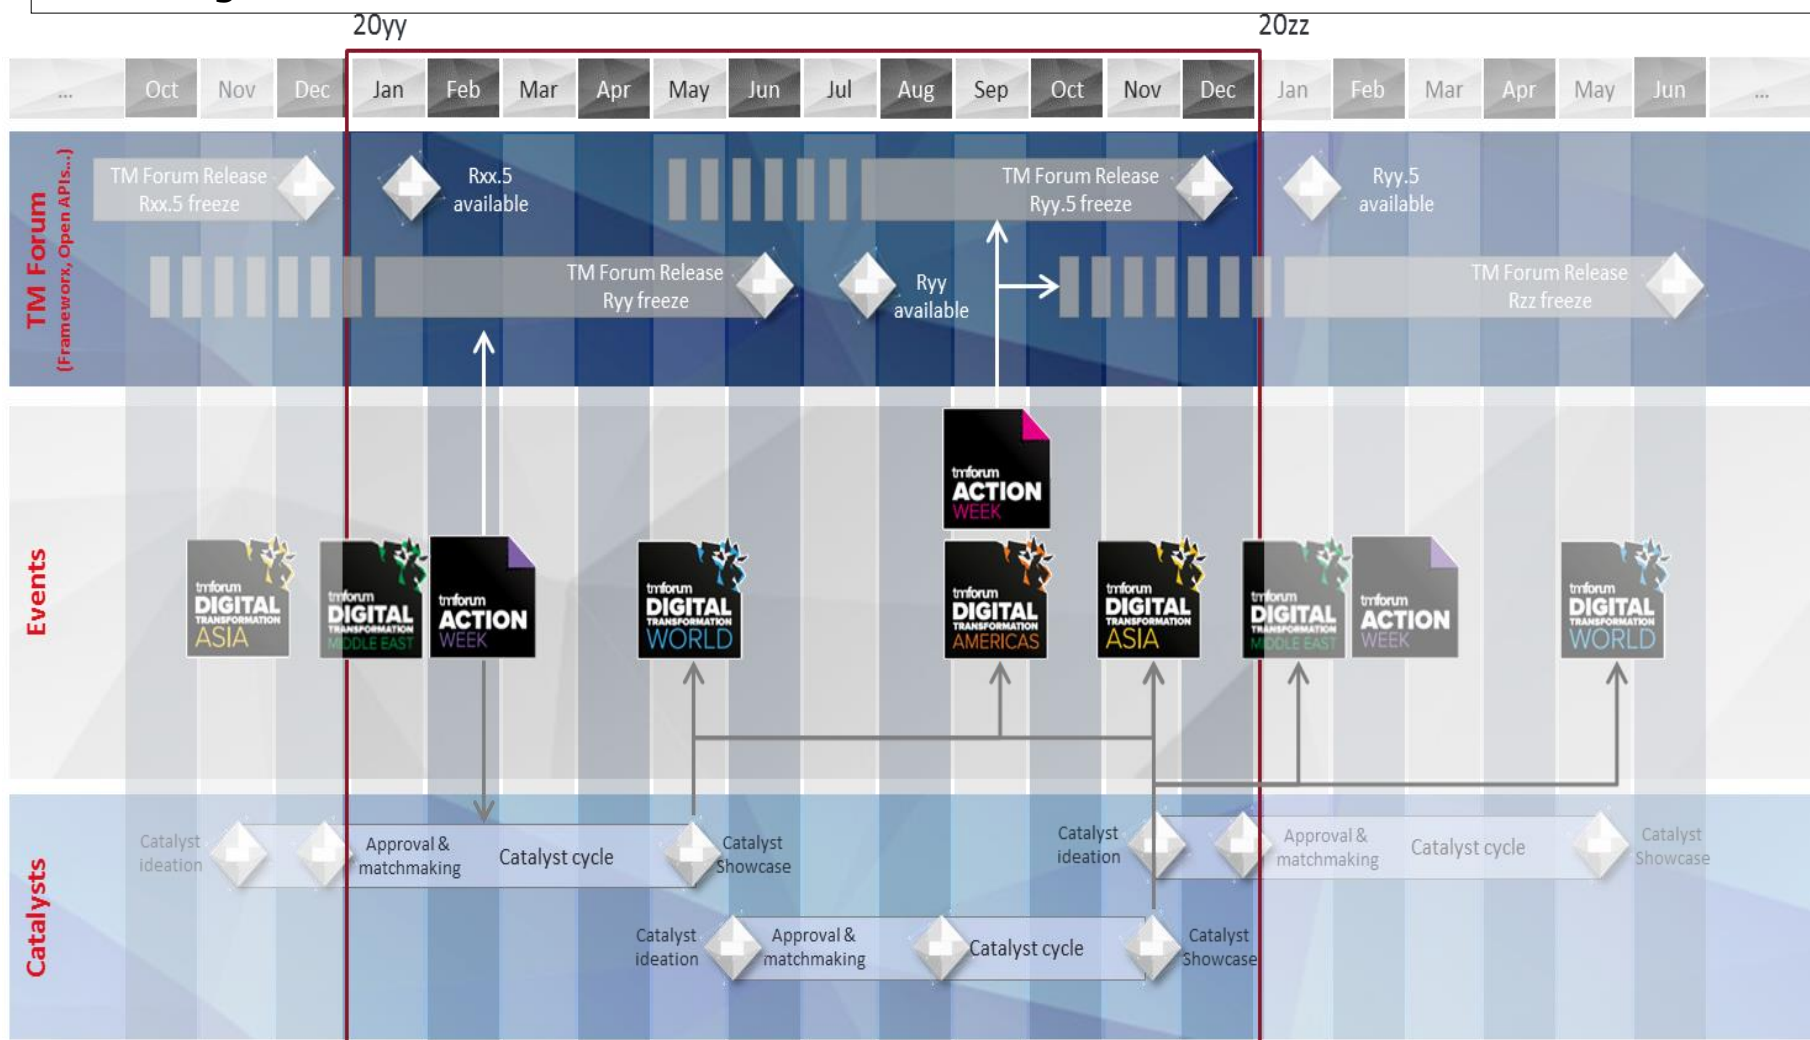 20yy
20zz
...
Oct
Nov
Dec
Jan
Feb
Mar
Apr
May
Jun
Jul
Aug
Sep
Oct
Nov
Dec
Jan
Feb
Mar
Apr
May
Jun
...
TM Forum
(Frameworx, Open APIs...)
TM Forum Release
Rxx.5 freeze
Rxx.5
available
TM Forum Release
Ryy.5 freeze
Ryy.5
available
TM Forum Release
Ryy freeze
Ryy
available
TM Forum Release
Rzz freeze
Events
tmforum
ACTION
WEEK
tmforum
DIGITAL
TRANSFORMATION
ASIA
tmforum
DIGITAL
TRANSFORMATION
MIDDLE EAST
tmforum
ACTION
WEEK
tmforum
DIGITAL
TRANSFORMATION
WORLD
tmforum
DIGITAL
TRANSFORMATION
AMERICAS
tmforum
DIGITAL
TRANSFORMATION
ASIA
tmforum
DIGITAL
TRANSFORMATION
MIDDLE EAST
tmforum
ACTION
WEEK
tmforum
DIGITAL
TRANSFORMATION
WORLD
Catalysts
Catalyst
ideation
Approval &
matchmaking
Catalyst cycle
Catalyst
Showcase
Catalyst
ideation
Approval &
matchmaking
Catalyst cycle
Catalyst
Showcase
Catalyst
ideation
Approval &
matchmaking
Catalyst cycle
Catalyst
Showcase